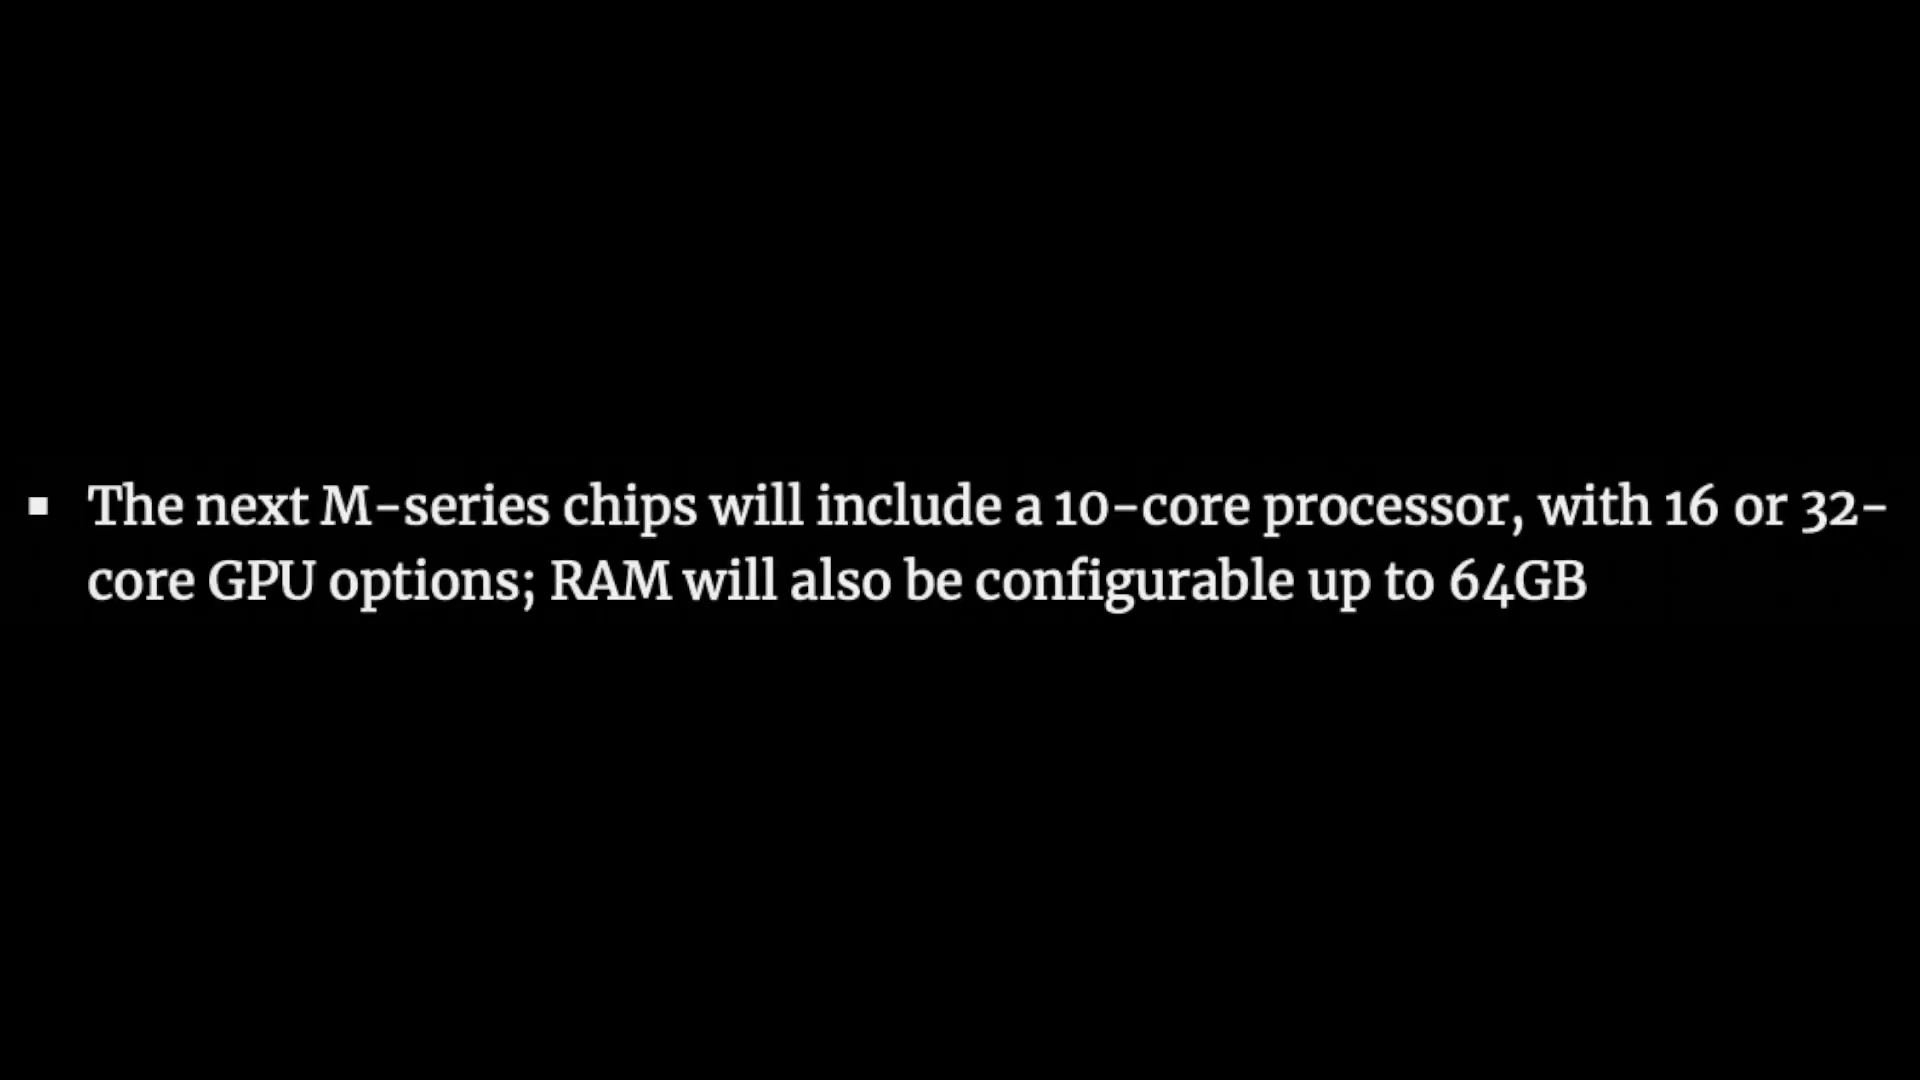 ▪ The next M-series chips will include a 10-core processor, with 16 or 32-
core GPU options; RAM will also be configurable up to 64GB